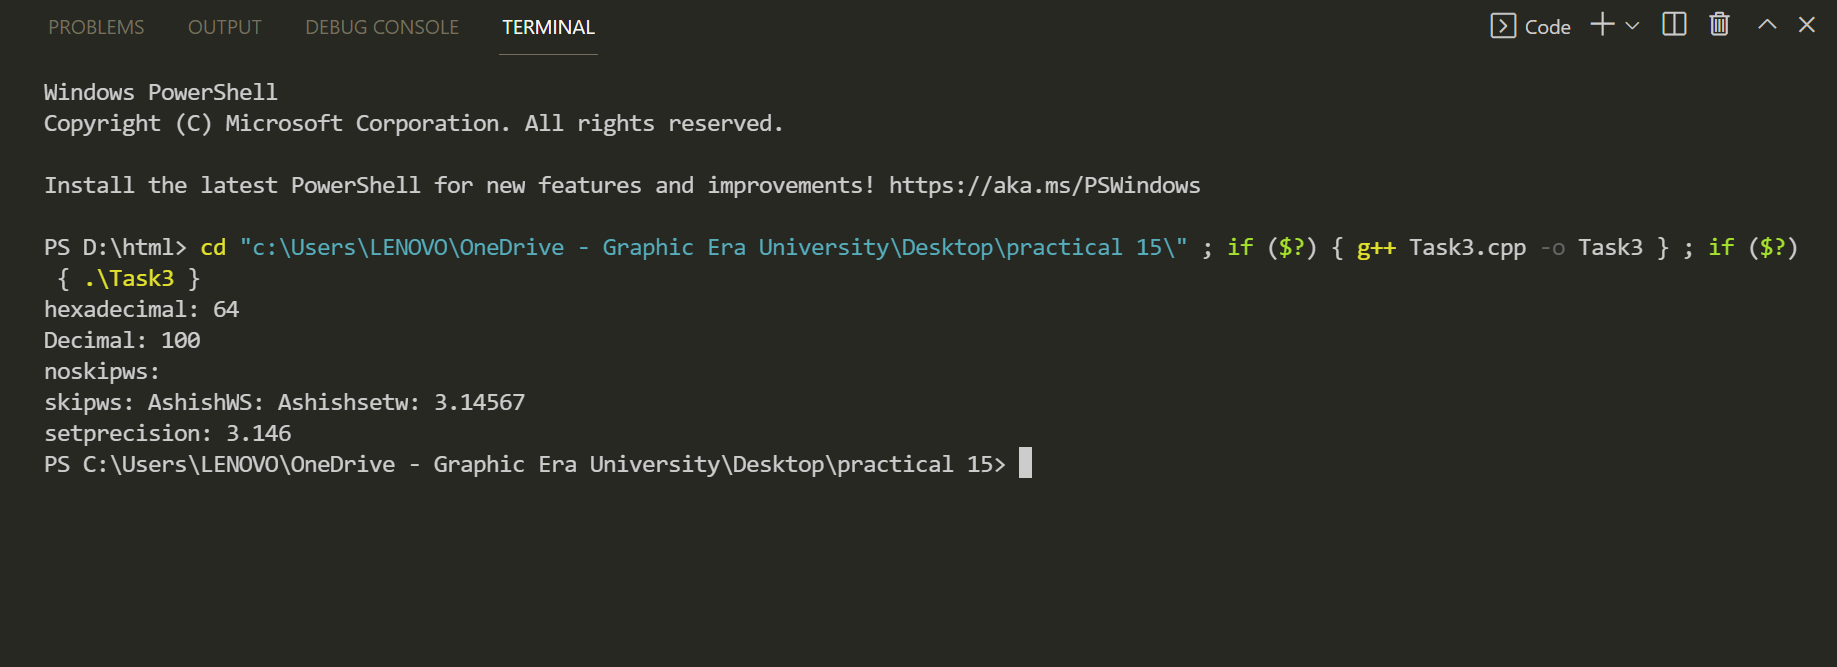 PROBLEMS OUTPUT DEBUG CONSOLE TERMINAL Code
Windows PowerShell
Copyright (C) Microsoft Corporation. All rights reserved.
Install the latest PowerShell for new features and improvements! https://aka.ms/PSWindows
PS D:\html> cd "c:\Users\LENOVO\OneDrive - Graphic Era University\Desktop\practical 15\" ; if ($?) { g++ Task3.cpp -o Task3 } ; if ($?)
{ .\Task3 }
hexadecimal: 64
Decimal: 100
noskipws:
skipws: AshishWS: Ashishsetw: 3.14567
setprecision: 3.146
PS C:\Users\LENOVO\OneDrive - Graphic Era University\Desktop\practical 15>